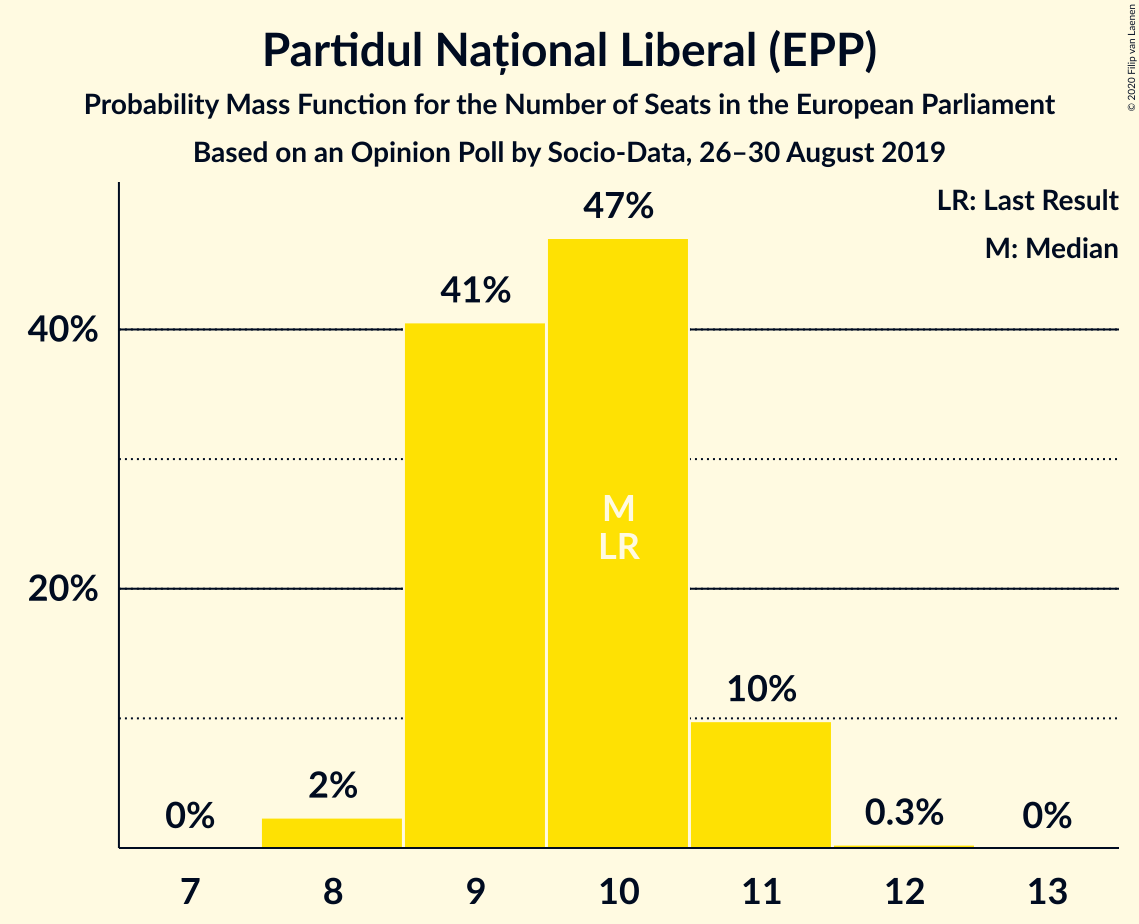 Partidul Național Liberal (EPP)
Probability Mass Function for the Number of Seats in the European Parliament
Based on an Opinion Poll by Socio-Data, 26–30 August 2019
© 2020 Filip van Laenen
LR: Last Result
M: Median
40%
20%
0%
2%
41%
47%
M
LR
10%
0.3%
0%
7
8
9
10
11
12
13